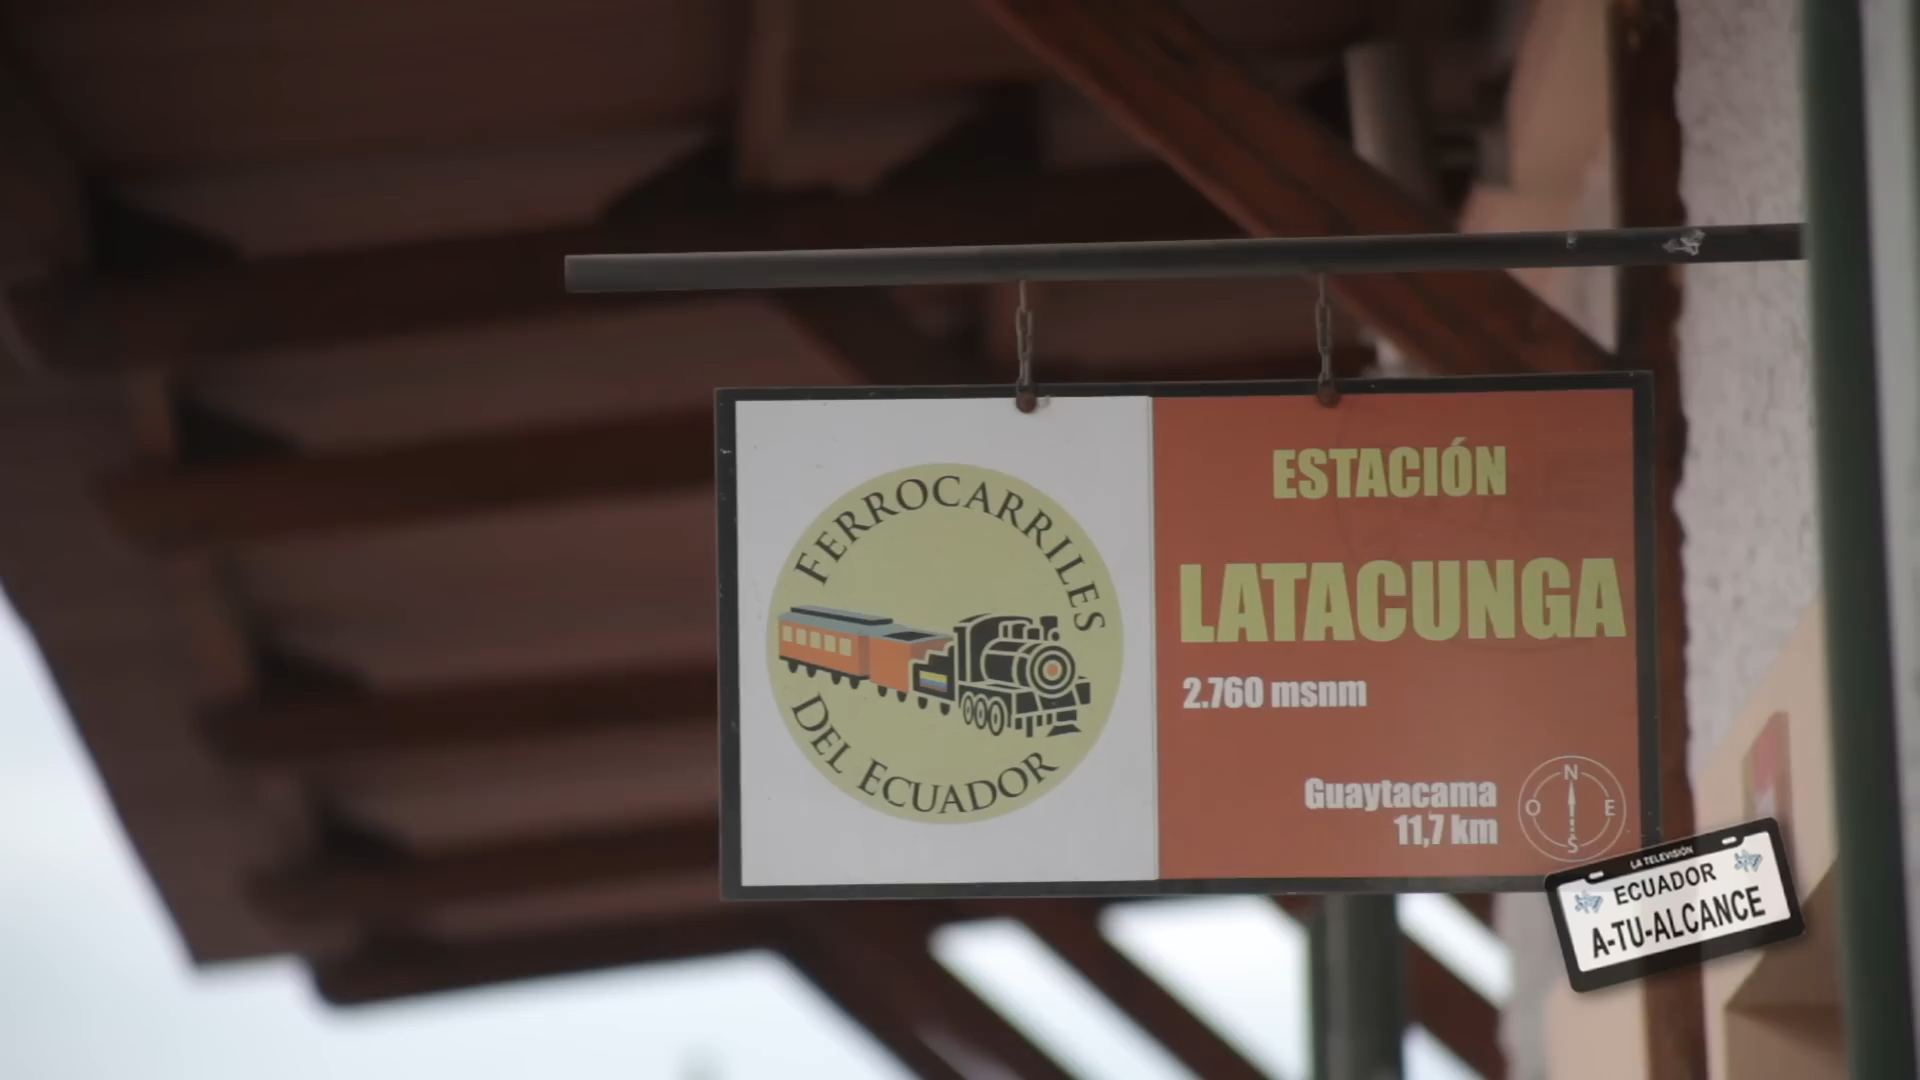 FERROCARRILES
DEL ECUADOR
ESTACIÓN
LATACUNGA
2.760 msnm
Guaytacama
11,7 km
N
O E
S
LA TELEVISIÓN
ECUADOR
A-TU-ALCANCE